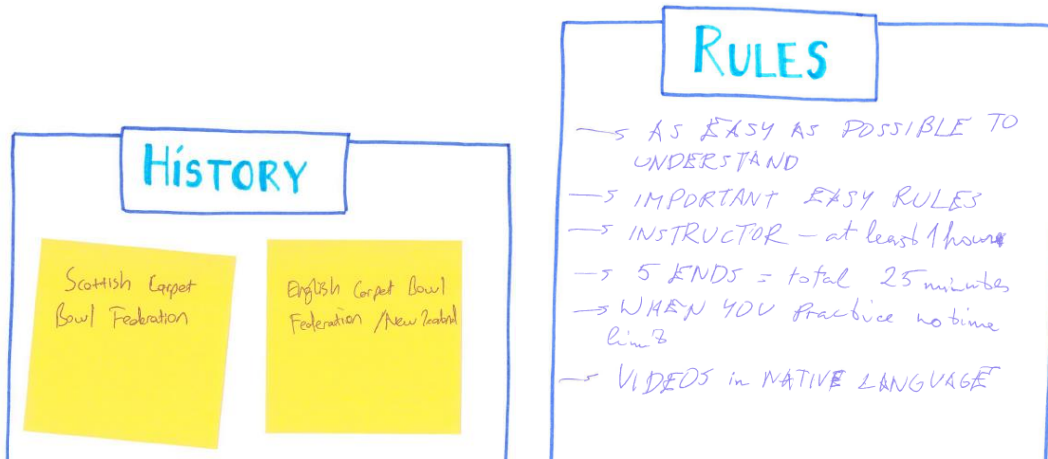 HiSTORY
Scottish Carpet
Bowl Federation
English Carpet Bowl
Federation / New Zealand
RULES
→ AS EASY AS POSSIBLE TO
UNDERSTAND
→ IMPORTANT EASY RULES
→ INSTRUCTOR - at least 1 hour
→ 5 ENDS = total 25 minutes
→ WHEN YOU Practice no time
limit
→ VIDEOS in NATIVE LANGUAGE